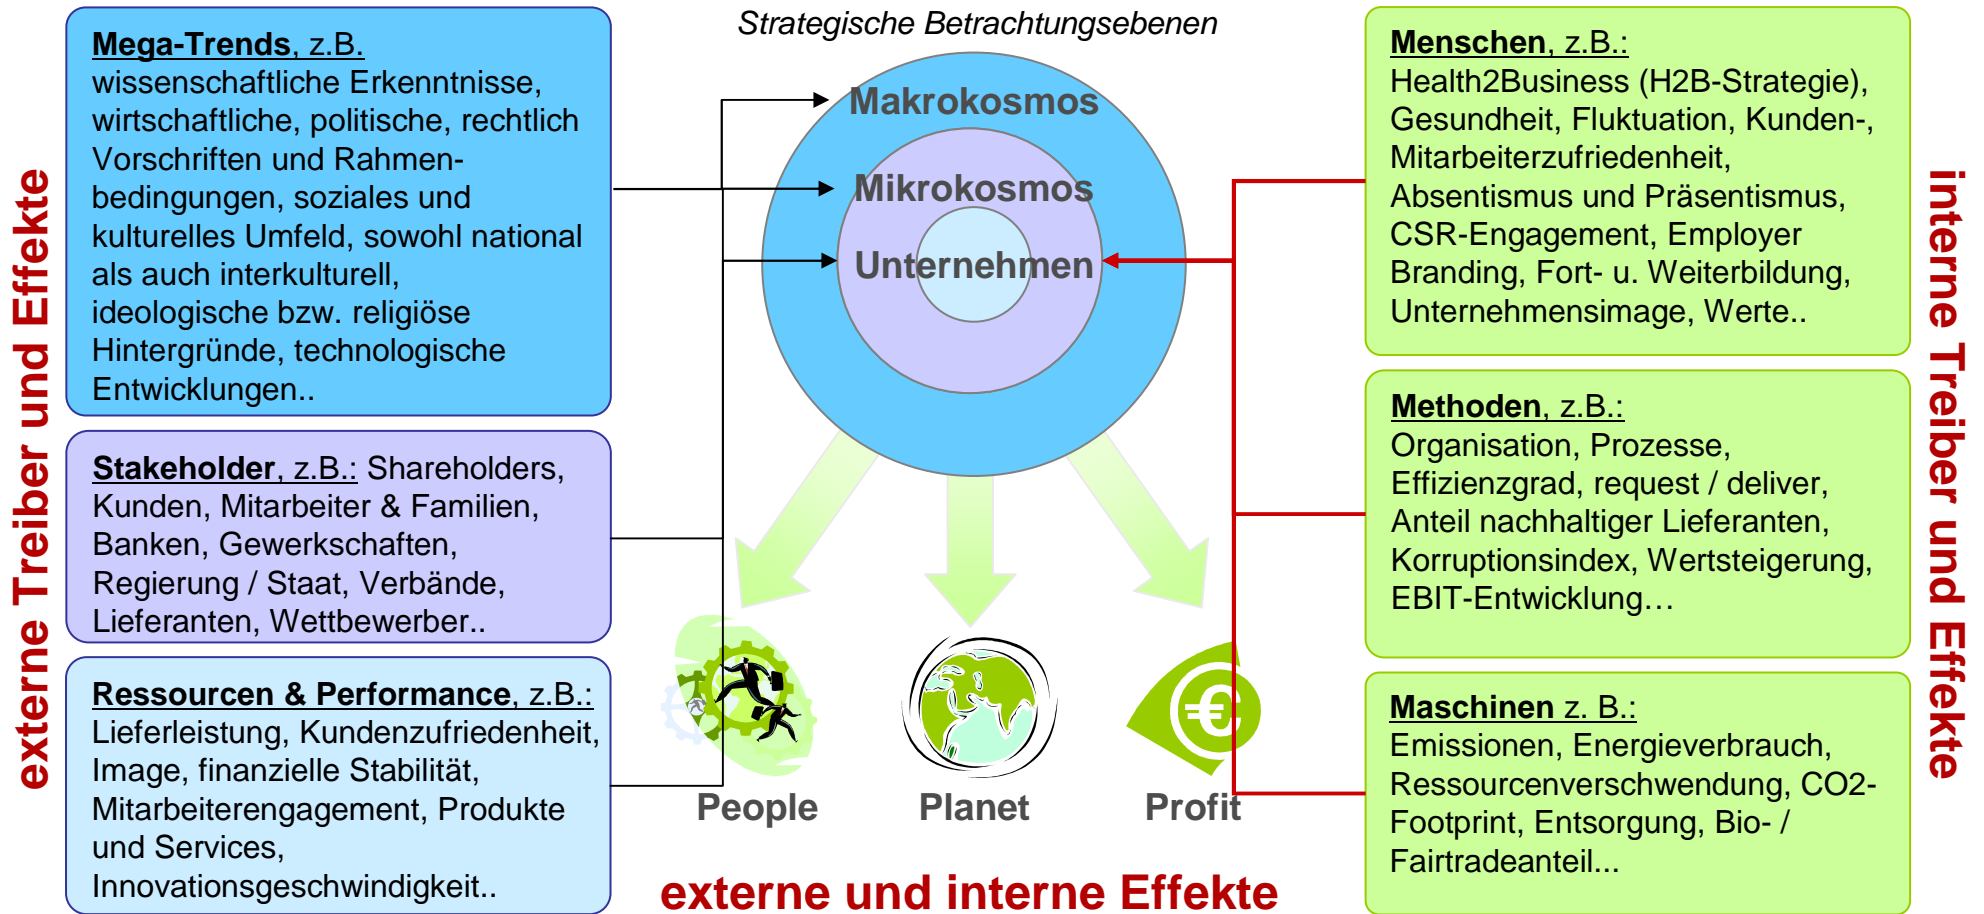 Strategische Betrachtungsebenen
externe Treiber und Effekte
Mega-Trends, z.B.
wissenschaftliche Erkenntnisse,
wirtschaftliche, politische, rechtlich
Vorschriften und Rahmen-
bedingungen, soziales und
kulturelles Umfeld, sowohl national
als auch interkulturell,
ideologische bzw. religiöse
Hintergründe, technologische
Entwicklungen..
Stakeholder, z.B.: Shareholders,
Kunden, Mitarbeiter & Familien,
Banken, Gewerkschaften,
Regierung / Staat, Verbände,
Lieferanten, Wettbewerber..
Ressourcen & Performance, z.B.:
Lieferleistung, Kundenzufriedenheit,
Image, finanzielle Stabilität,
Mitarbeiterengagement, Produkte
und Services,
Innovationsgeschwindigkeit..
Makrokosmos
Mikrokosmos
Unternehmen
€
People
Planet
Profit
externe und interne Effekte
Menschen, z.B.:
Health2Business (H2B-Strategie),
Gesundheit, Fluktuation, Kunden-,
Mitarbeiterzufriedenheit,
Absentismus und Präsentismus,
CSR-Engagement, Employer
Branding, Fort- u. Weiterbildung,
Unternehmensimage, Werte..
Methoden, z.B.:
Organisation, Prozesse,
Effizienzgrad, request / deliver,
Anteil nachhaltiger Lieferanten,
Korruptionsindex, Wertsteigerung,
EBIT-Entwicklung…
Maschinen z. B.:
Emissionen, Energieverbrauch,
Ressourcenverschwendung, CO2-
Footprint, Entsorgung, Bio- /
Fairtradeanteil...
interne Treiber und Effekte